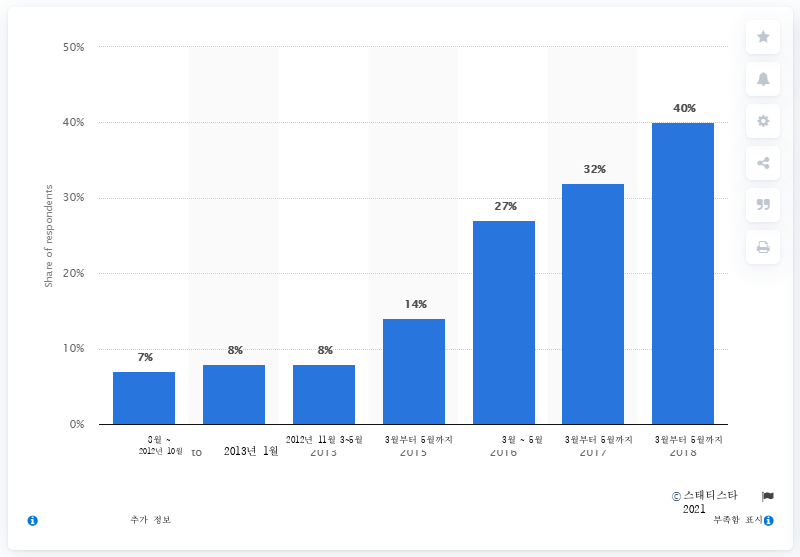 50%
40%
30%
20%
10%
0%
Share of respondents
7%
8%
8%
14%
27%
32%
40%
3월 ~
2012년 10월 to 2013년 1월
2012년 11월 3~5월
2013
3월부터 5월까지
2015
3월 ~ 5월
2016
3월부터 5월까지
2017
3월부터 5월까지
2018
© 스태티스타
2021
추가 정보
부족함 표시